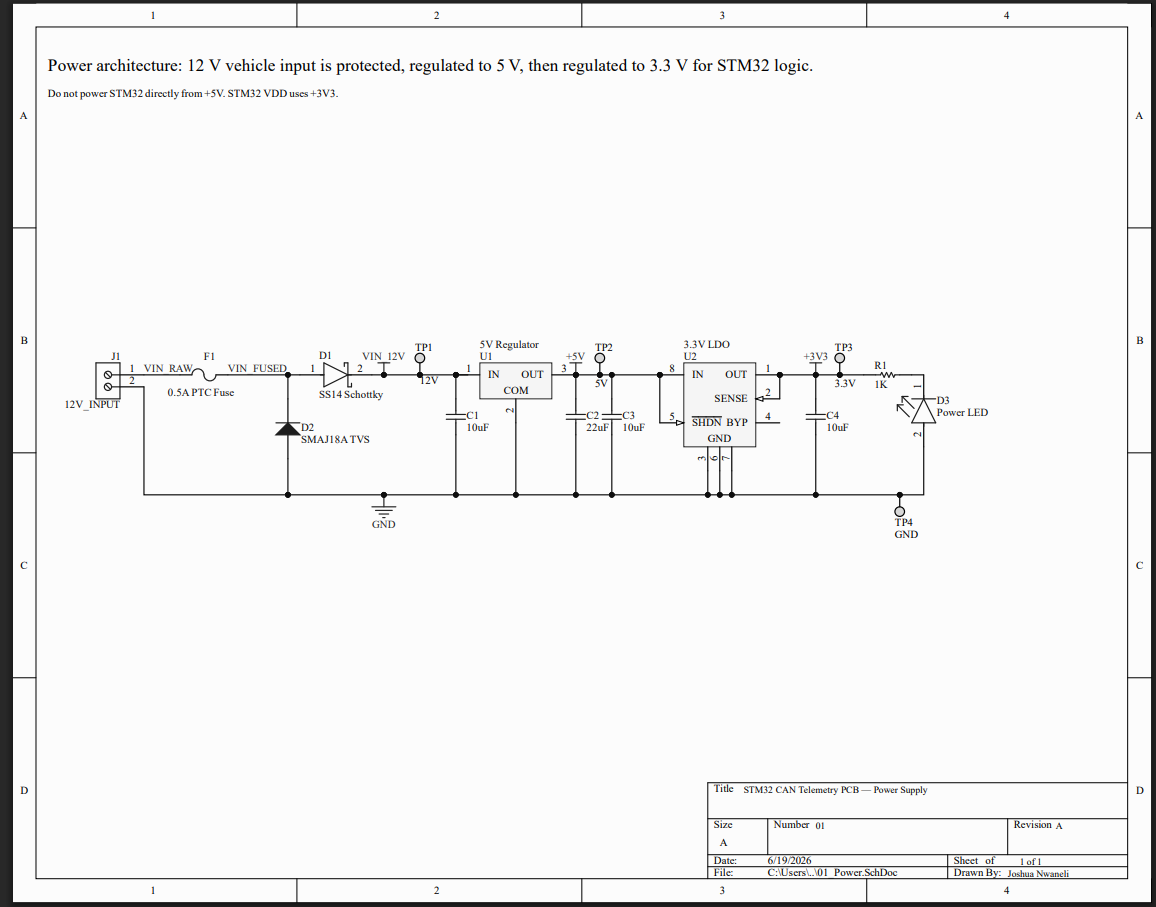 1 2 3 4
Power architecture: 12 V vehicle input is protected, regulated to 5 V, then regulated to 3.3 V for STM32 logic.
Do not power STM32 directly from +5V. STM32 VDD uses +3V3.
A A
B B
J1
1
2
12V_INPUT
VIN_RAW
F1
0.5A PTC Fuse
VIN_FUSED
D2
SMAJ18A TVS
D1
1
2
SS14 Schottky
VIN_12V
GND
TP1
12V
C1
10uF
5V Regulator
U1
1
IN OUT
COM
3
2
+5V
C2
22uF
TP2
5V
C3
10uF
3.3V LDO
U2
8
IN OUT
1
SENSE
2
5
SHDN BYP
4
GND
3 6 7
+3V3
C4
10uF
TP3
3.3V
R1
1K
1
D3
Power LED
2
TP4
GND
C C
D D
Title STM32 CAN Telemetry PCB — Power Supply
Size Number 01 Revision A
A
Date: 6/19/2026 Sheet of 1 of 1
File: C:\Users\..\01_Power.SchDoc Drawn By: Joshua Nwaneli
1 2 3 4